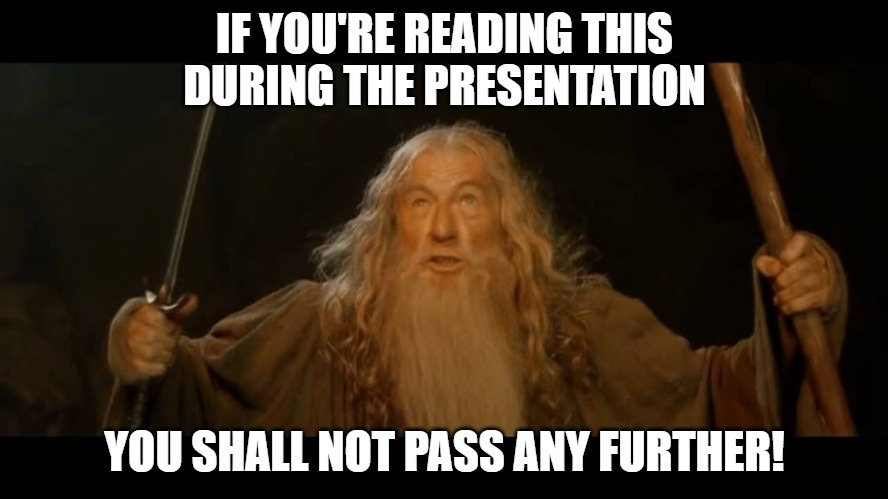 IF YOU'RE READING THIS
DURING THE PRESENTATION
YOU SHALL NOT PASS ANY FURTHER!